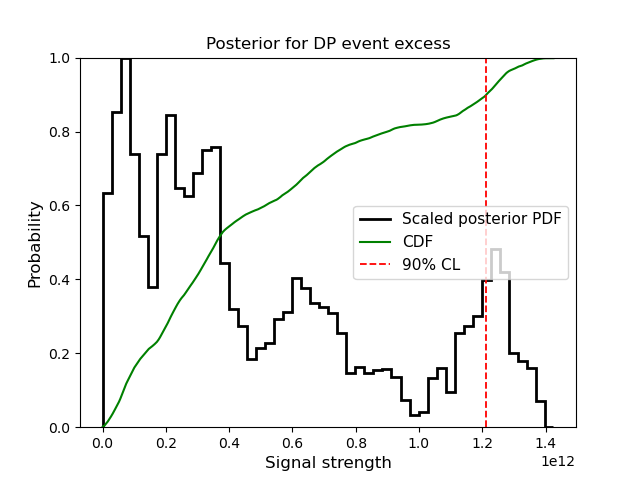 Posterior for DP event excess
Probability
1.0
0.8
0.6
0.4
0.2
0.0
Scaled posterior PDF
CDF
90% CL
0.0 0.2 0.4 0.6 0.8 1.0 1.2 1.4
1e12
Signal strength